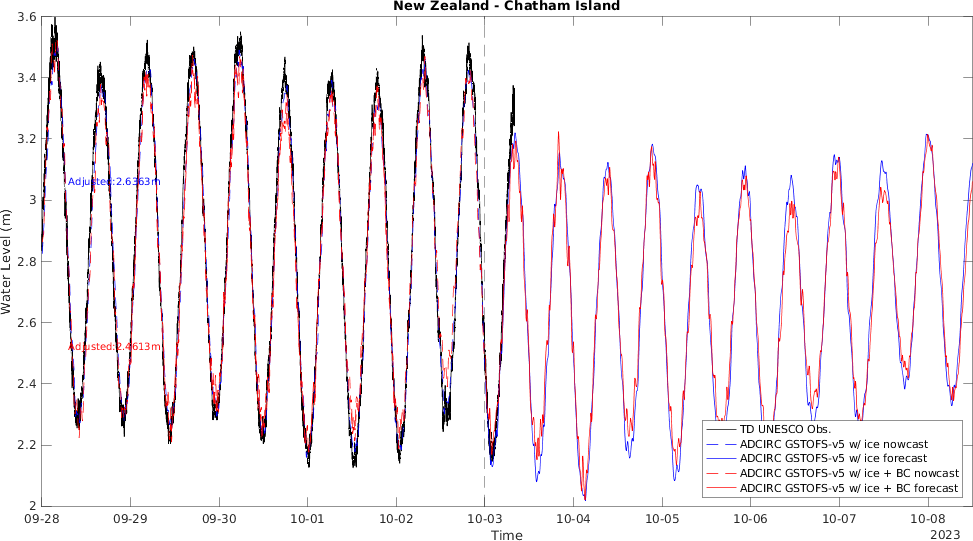 New Zealand - Chatham Island
3.6
3.4
3.2
3
2.8
2.6
2.4
2.2
2
Water Level (m)
Adjusted:2.6363m
Adjusted:2.4613m
TD UNESCO Obs.
ADCIRC GSTOFS-v5 w/ ice nowcast
ADCIRC GSTOFS-v5 w/ ice forecast
ADCIRC GSTOFS-v5 w/ ice + BC nowcast
ADCIRC GSTOFS-v5 w/ ice + BC forecast
09-28 09-29 09-30 10-01 10-02 10-03 10-04 10-05 10-06 10-07 10-08
Time
2023